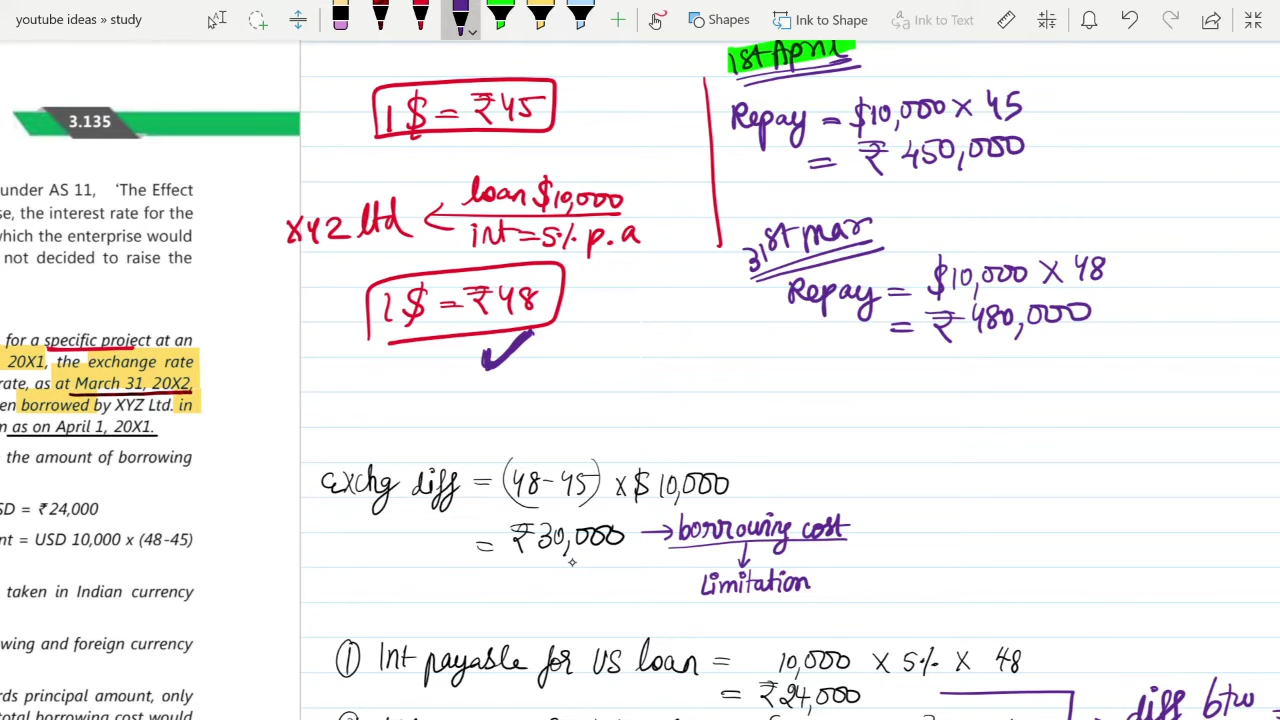 youtube ideas » study
Shapes
Ink to Shape
Ink to Text
3.135
under AS 11, 'The Effect
se, the interest rate for the
which the enterprise would
not decided to raise the
for a specific project at an
20X1, the exchange rate
rate, as at March 31, 20X2,
en borrowed by XYZ Ltd. in
m as on April 1, 20X1.
the amount of borrowing
SD = ₹24,000
nt = USD 10,000 x (48-45)
taken in Indian currency
wing and foreign currency
rds principal amount, only
otal borrowing cost would
1 $ = ₹45
XYZ Ltd
loan $10,000
int = 5% p.a
1 $ = ₹48
1st April
Repay = $10,000 × 45
= ₹ 450,000
31st mar
Repay = $10,000 × 48
= ₹ 480,000
exchg diff = (48-45) × $ 10,000
= ₹30,000 → borrowing cost
Limitation
① Int payable for US loan = 10,000 × 5% × 48
= ₹24,000
diff btw